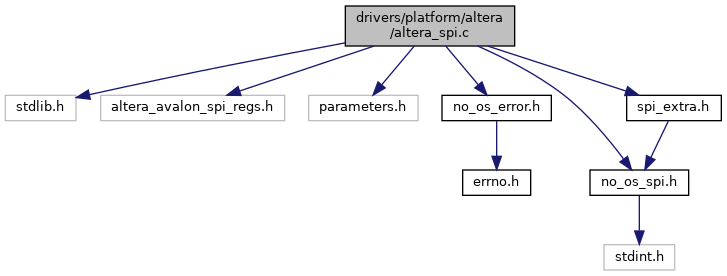 drivers/platform/altera
/altera_spi.c
stdlib.h
altera_avalon_spi_regs.h
parameters.h
no_os_error.h
spi_extra.h
errno.h
no_os_spi.h
stdint.h